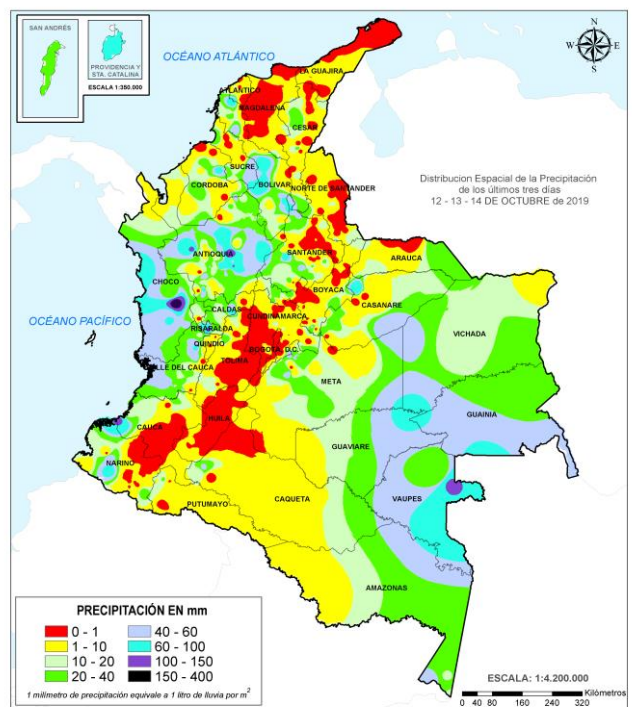 SAN ANDRÉS
PROVIDENCIA Y
STA. CATALINA
ESCALA 1:350.000
OCÉANO ATLÁNTICO
N
W E
S
LA GUAJIRA
ATLANTICO
MAGDALENA
CESAR
SUCRE
CORDOBA
BOLIVAR
NORTE DE SANTANDER
Distribucion Espacial de la Precipitación
de los últimos tres días
12 - 13 - 14 DE OCTUBRE de 2019
ANTIOQUIA
SANTANDER
ARAUCA
CHOCO
BOYACA
CASANARE
CALDAS
CUNDINAMARCA
OCÉANO PACÍFICO
RISARALDA
VICHADA
QUINDIO
BOGOTA, D.C.
TOLIMA
VALLE DEL CAUCA
META
GUAINIA
HUILA
CAUCA
GUAVIARE
NARIÑO
VAUPES
CAQUETA
PUTUMAYO
AMAZONAS
PRECIPITACIÓN EN mm
0 - 1 40 - 60
1 - 10 60 - 100
10 - 20 100 - 150
20 - 40 150 - 400
1 milímetro de precipitación equivale a 1 litro de lluvia por m2
ESCALA: 1:4.200.000
Kilómetros
0 40 80 160 240 320